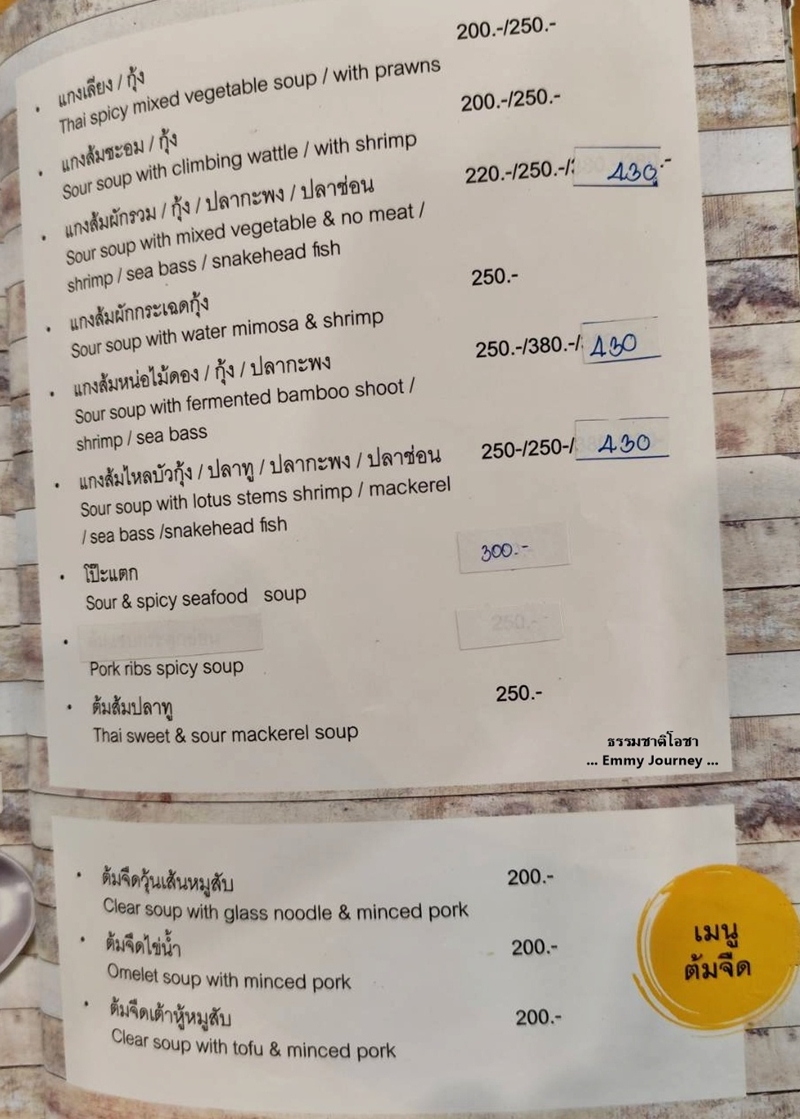 200.-/250.-
• แกงเลียง / กุ้ง
Thai spicy mixed vegetable soup / with prawns
200.-/250.-
• แกงส้มชะอม / กุ้ง
Sour soup with climbing wattle / with shrimp
220.-/250.-/ 430.-
• แกงส้มผักรวม / กุ้ง / ปลากะพง / ปลาช่อน
Sour soup with mixed vegetable & no meat /
shrimp / sea bass / snakehead fish
250.-
• แกงส้มผักกระเฉดกุ้ง
Sour soup with water mimosa & shrimp
250.-/380.-/ 430
• แกงส้มหน่อไม้ดอง / กุ้ง / ปลากะพง
Sour soup with fermented bamboo shoot /
shrimp / sea bass
250-/250-/ 430
• แกงส้มไหลบัวกุ้ง / ปลาทู / ปลากะพง / ปลาช่อน
Sour soup with lotus stems shrimp / mackerel
/ sea bass /snakehead fish
300.-
• โป๊ะแตก
Sour & spicy seafood soup
250.-
•
Pork ribs spicy soup
250.-
• ต้มส้มปลาทู
Thai sweet & sour mackerel soup
ธรรมชาติโอชา
... Emmy Journey ...
• ต้มจืดวุ้นเส้นหมูสับ 200.-
Clear soup with glass noodle & minced pork
• ต้มจืดไข่น้ำ 200.-
Omelet soup with minced pork
• ต้มจืดเต้าหู้หมูสับ 200.-
Clear soup with tofu & minced pork
เมนู
ต้มจืด